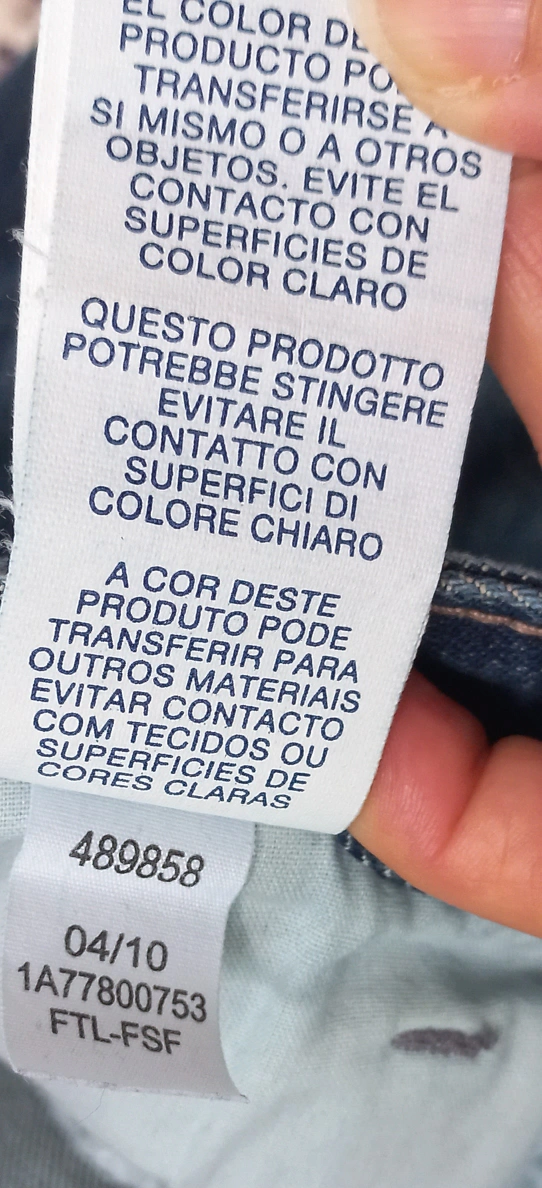 EL COLOR DE
PRODUCTO
TRANSFERIRSE A
SI MISMO O A OTROS
OBJETOS. EVITE EL
CONTACTO CON
SUPERFICIES DE
COLOR CLARO
QUESTO PRODOTTO
POTREBBE STINGERE
EVITARE IL
CONTATTO CON
SUPERFICI DI
COLORE CHIARO
A COR DESTE
PRODUTO PODE
TRANSFERIR PARA
OUTROS MATERIAIS
EVITAR CONTACTO
COM TECIDOS OU
SUPERFICIES DE
CORES CLARAS
489858
04/10
1A77800753
FTL-FSF